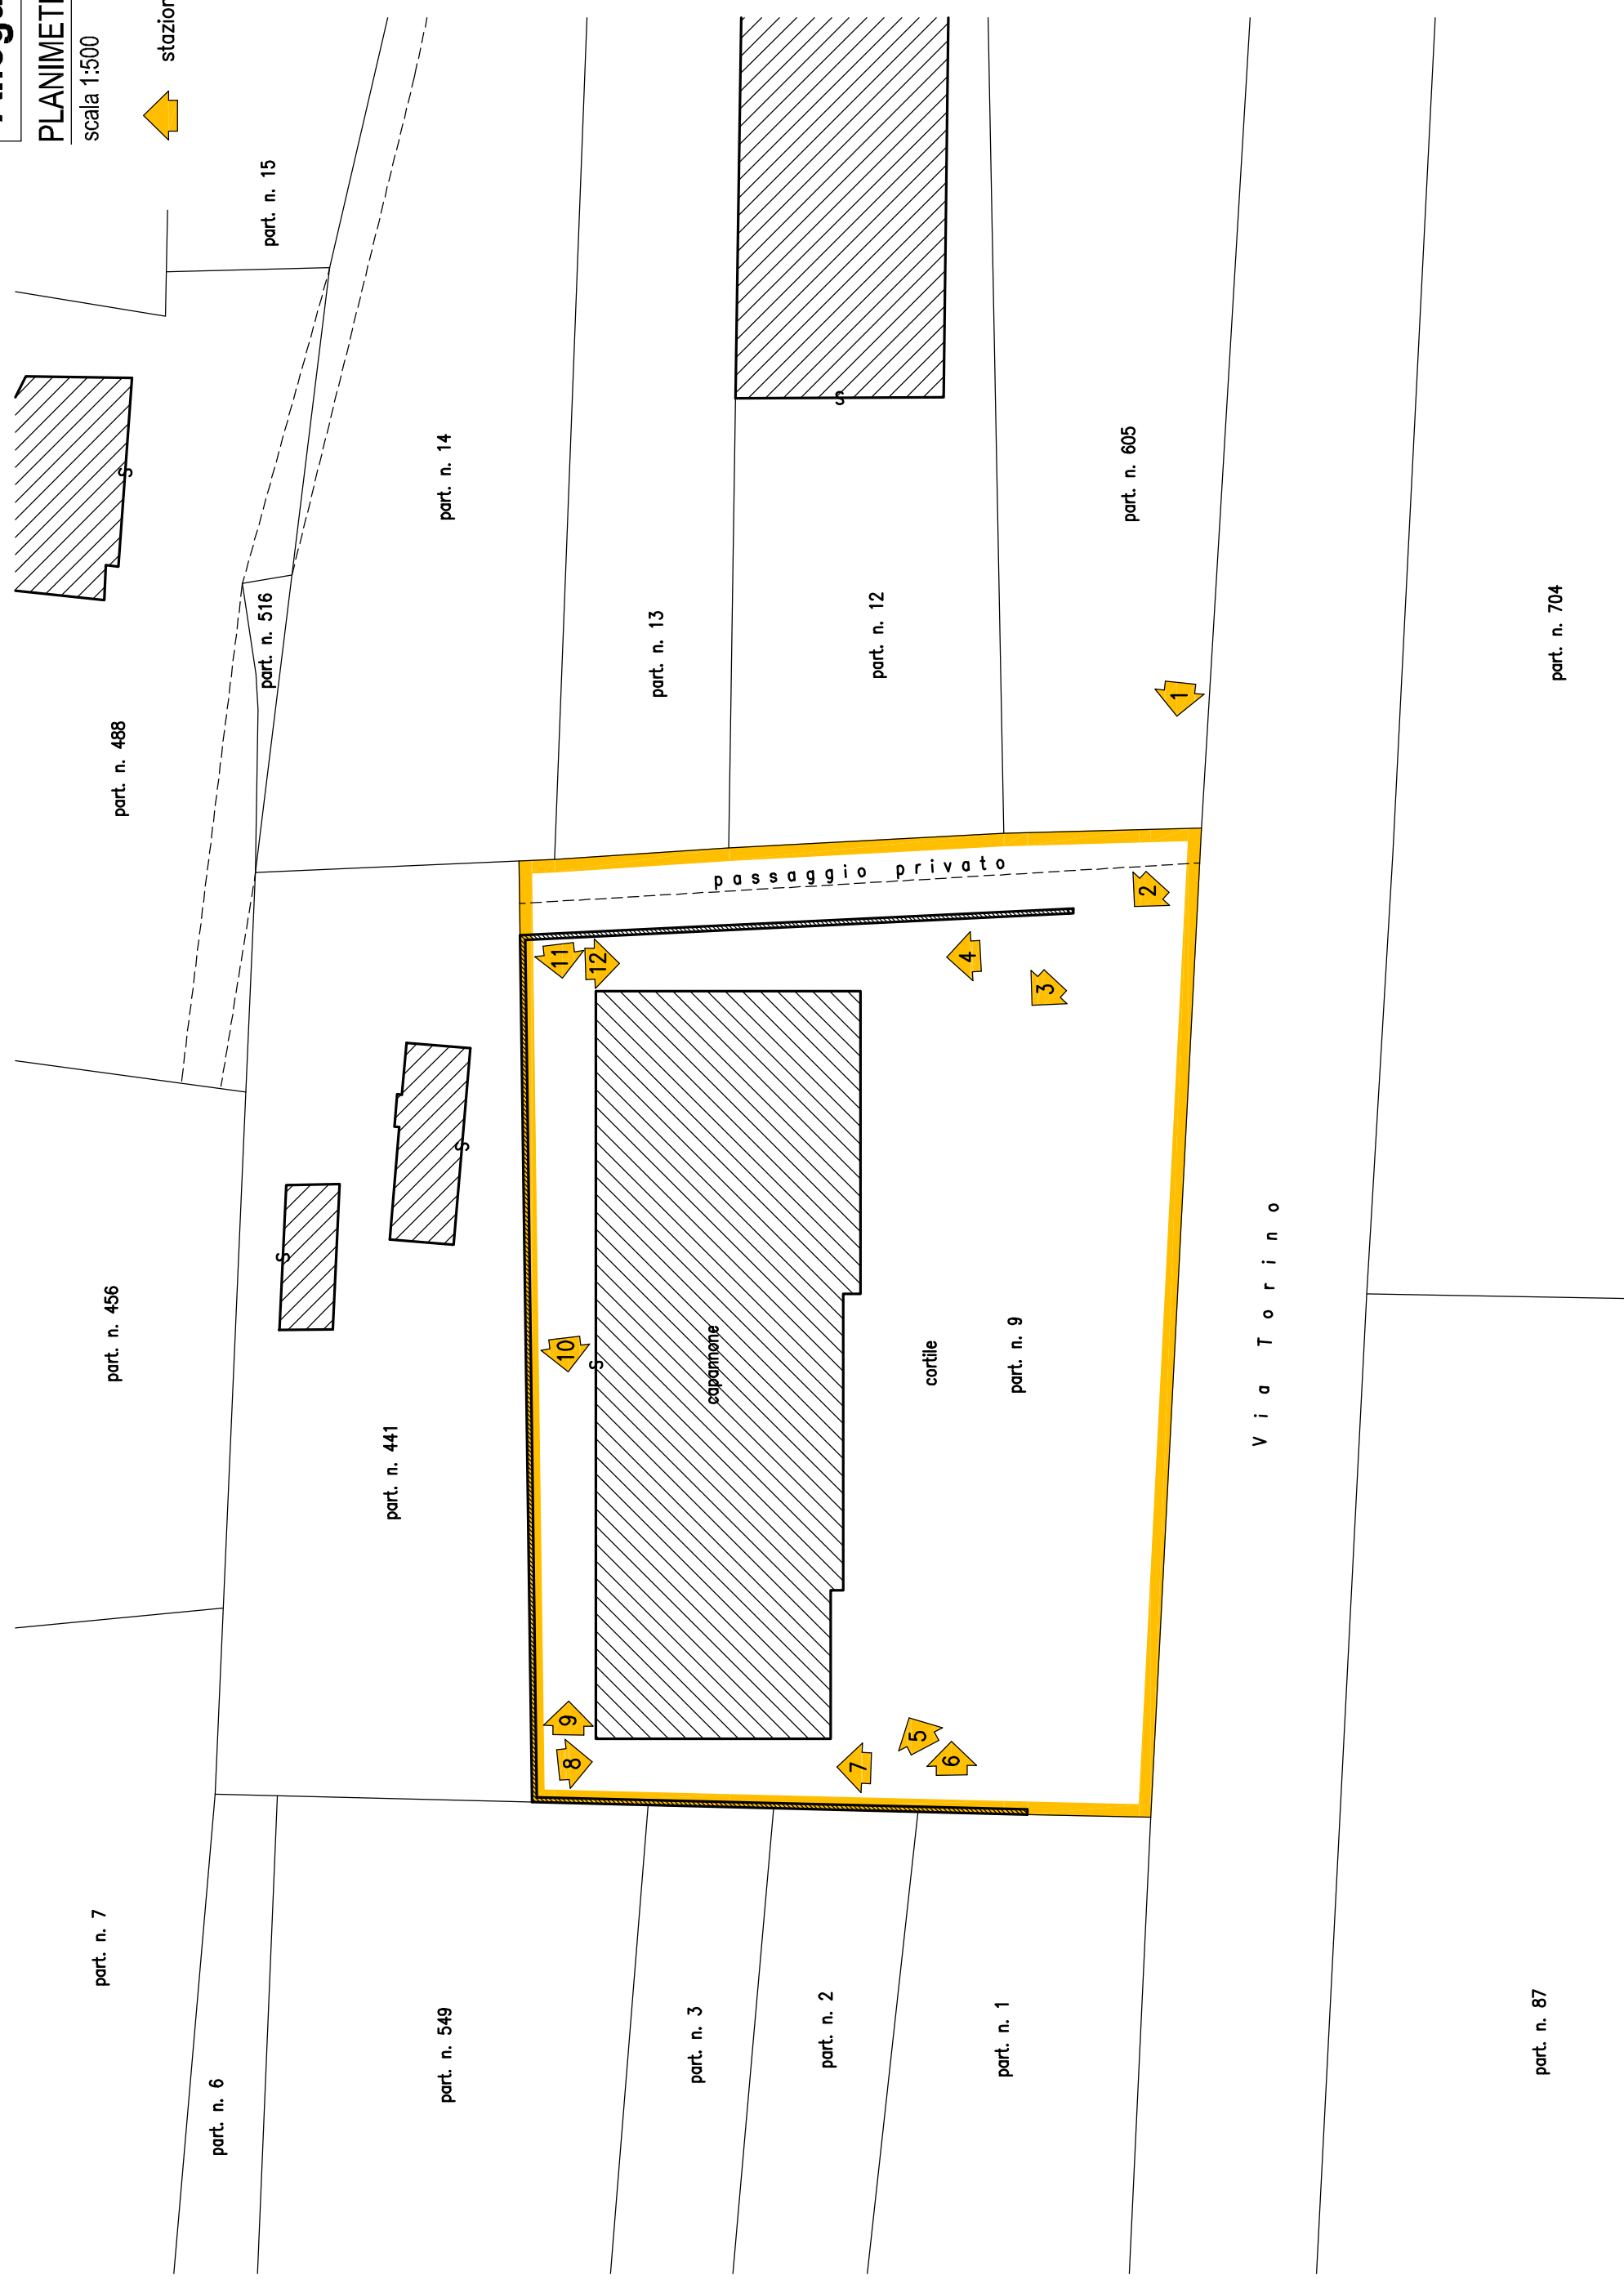 PLANIMET
scala 1:500
part. n. 15
part. n. 516
part. n. 488
part. n. 14
part. n. 13
part. n. 12
part. n. 605
part. n. 704
part. n. 456
part. n. 441
part. n. 7
part. n. 6
part. n. 549
part. n. 3
part. n. 2
part. n. 1
part. n. 87
passaggio privato
capannone
cortile
part. n. 9
Via Torino
S
S
S
S
S
1
2
3
4
5
6
7
8
9
10
11
12